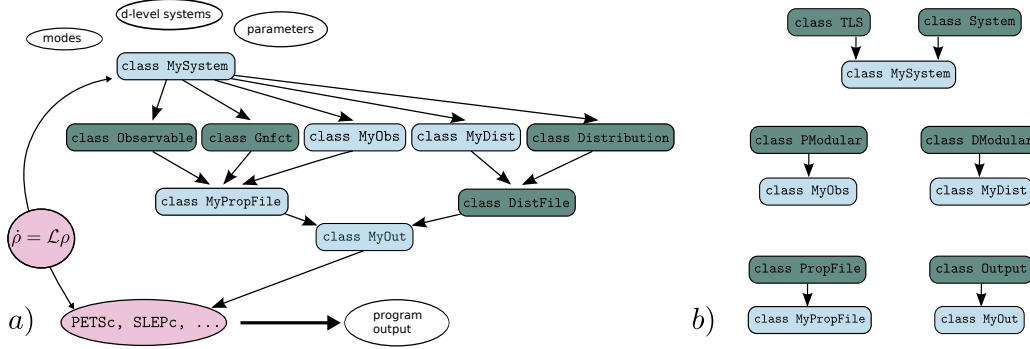 d-level systems
modes
parameters
class MySystem
class Observable
class Gnfct
class MyObs
class MyDist
class Distribution
class MyPropFile
class DistFile
class MyOut
ρ̇ = ℒρ
PETSc, SLEPc, ...
program
output
a)
class TLS
class System
class MySystem
class PModular
class DModular
class MyObs
class MyDist
class PropFile
class Output
class MyPropFile
class MyOut
b)